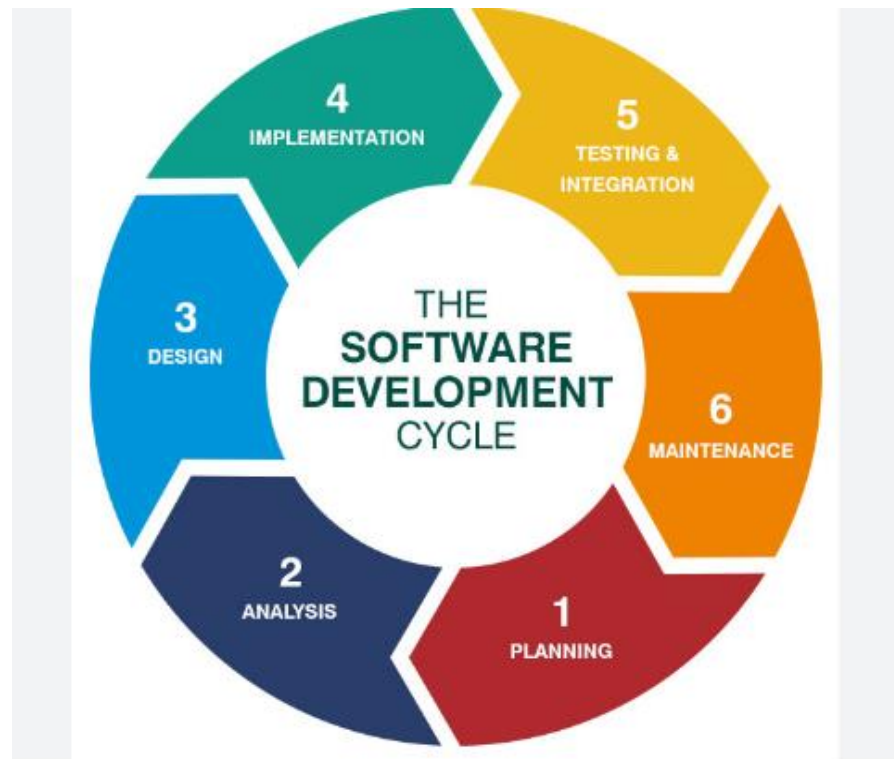 4
IMPLEMENTATION
5
TESTING &
INTEGRATION
3
DESIGN
THE
SOFTWARE
DEVELOPMENT
CYCLE
6
MAINTENANCE
2
ANALYSIS
1
PLANNING